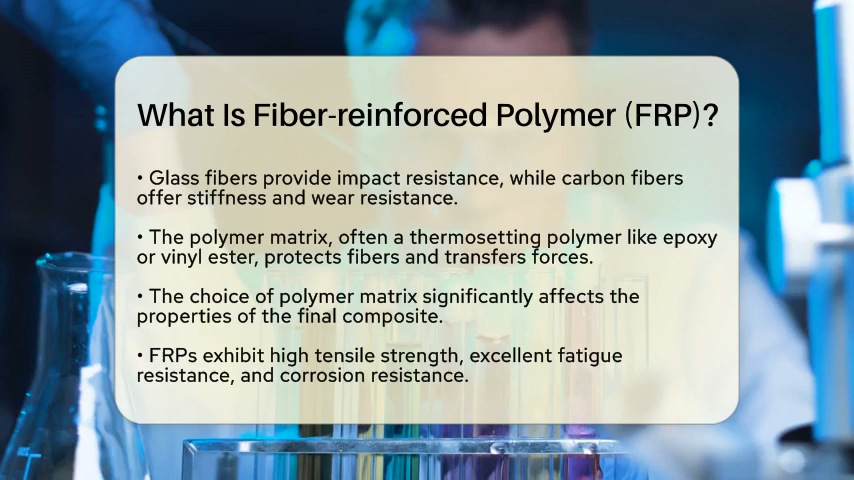 What Is Fiber-reinforced Polymer (FRP)?
• Glass fibers provide impact resistance, while carbon fibers
offer stiffness and wear resistance.
• The polymer matrix, often a thermosetting polymer like epoxy
or vinyl ester, protects fibers and transfers forces.
• The choice of polymer matrix significantly affects the
properties of the final composite.
• FRPs exhibit high tensile strength, excellent fatigue
resistance, and corrosion resistance.